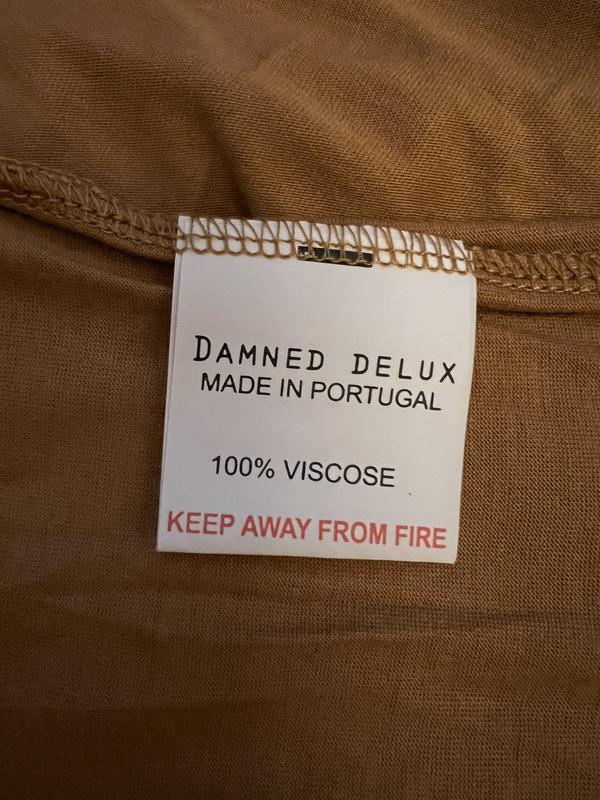 DAMNED DELUX
MADE IN PORTUGAL
100% VISCOSE
KEEP AWAY FROM FIRE